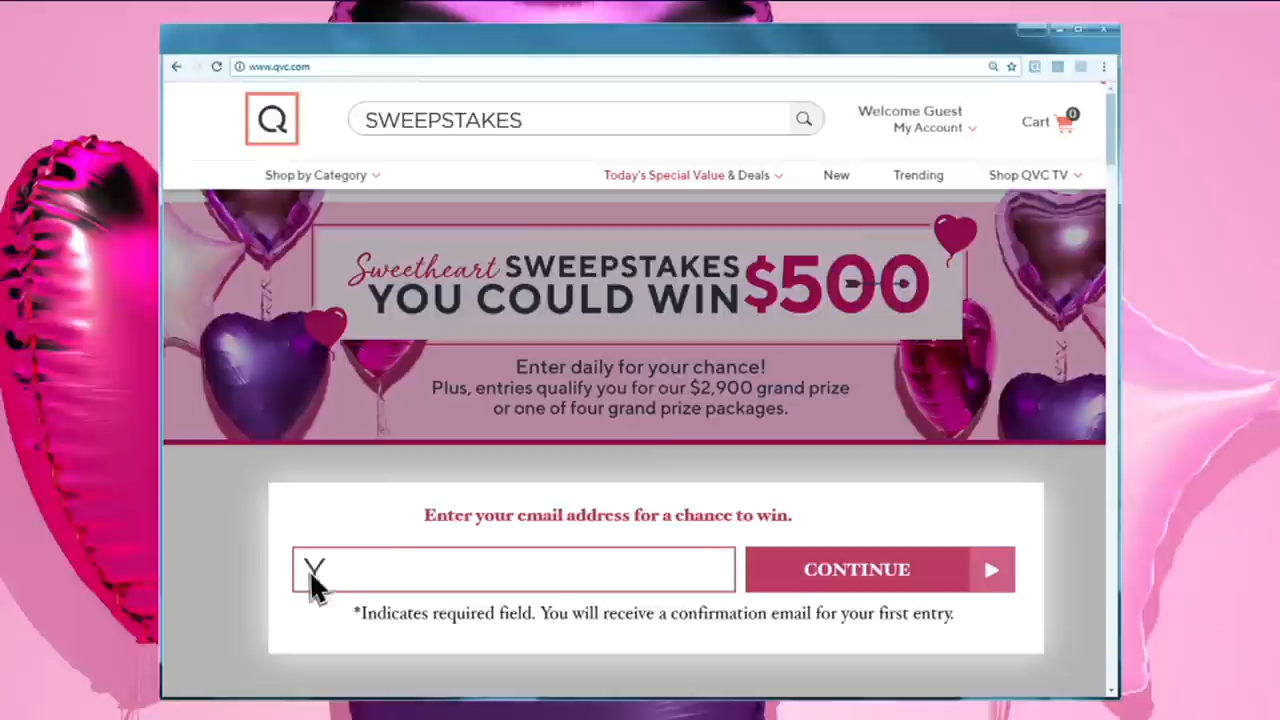 www.qvc.com
Q
SWEEPSTAKES
Welcome Guest
My Account
Cart 0
Shop by Category
Today's Special Value & Deals
New
Trending
Shop QVC TV
Sweetheart SWEEPSTAKES
YOU COULD WIN
$500
Enter daily for your chance!
Plus, entries qualify you for our $2,900 grand prize
or one of four grand prize packages.
Enter your email address for a chance to win.
Y
CONTINUE
*Indicates required field. You will receive a confirmation email for your first entry.